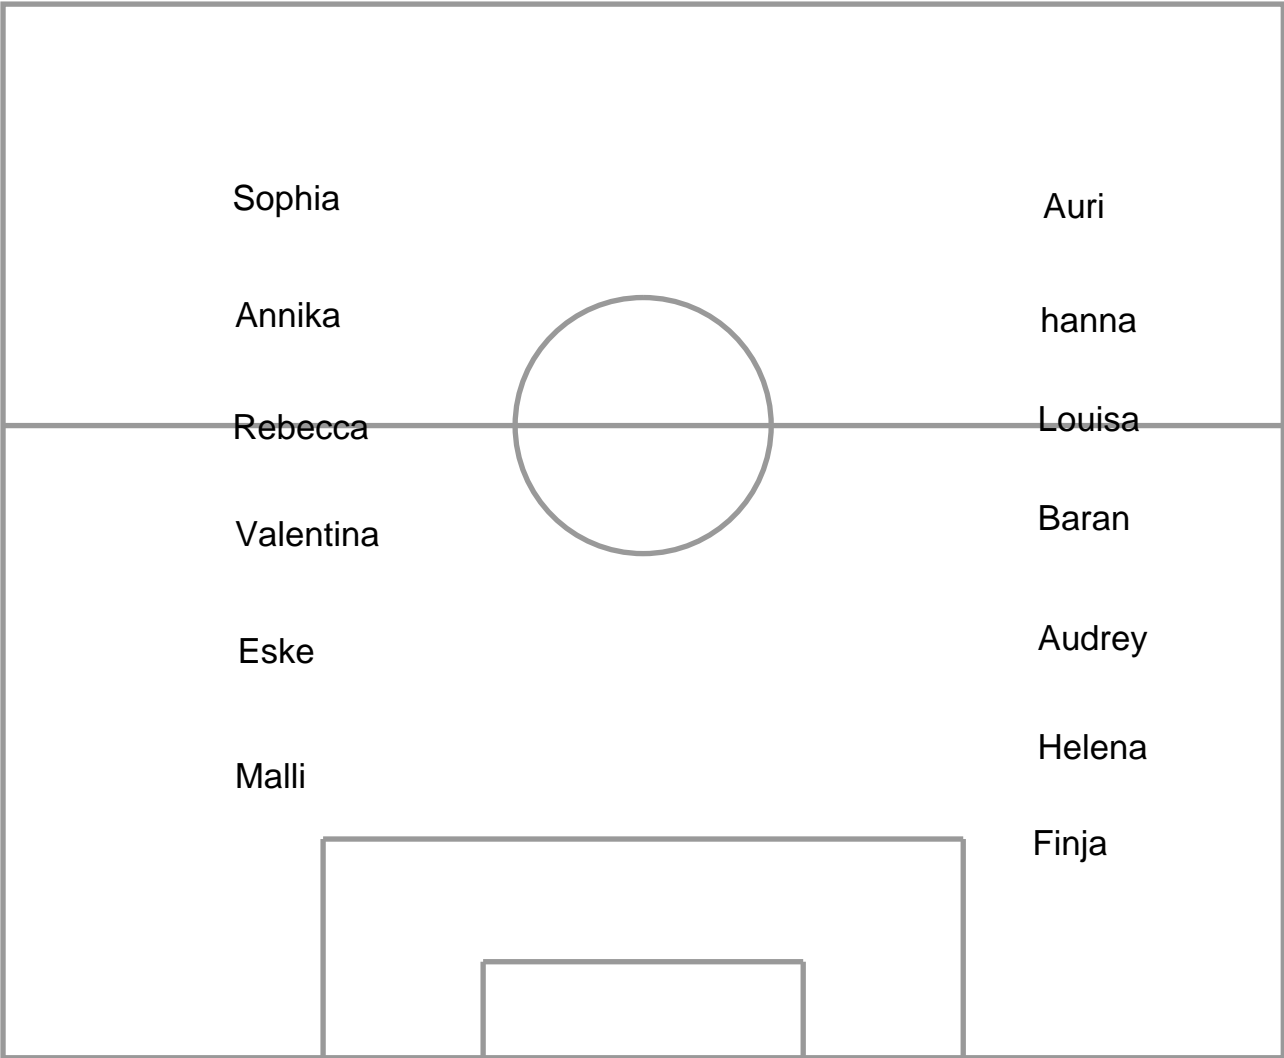 Sophia
Annika
Rebecca
Valentina
Eske
Malli
Auri
hanna
Louisa
Baran
Audrey
Helena
Finja